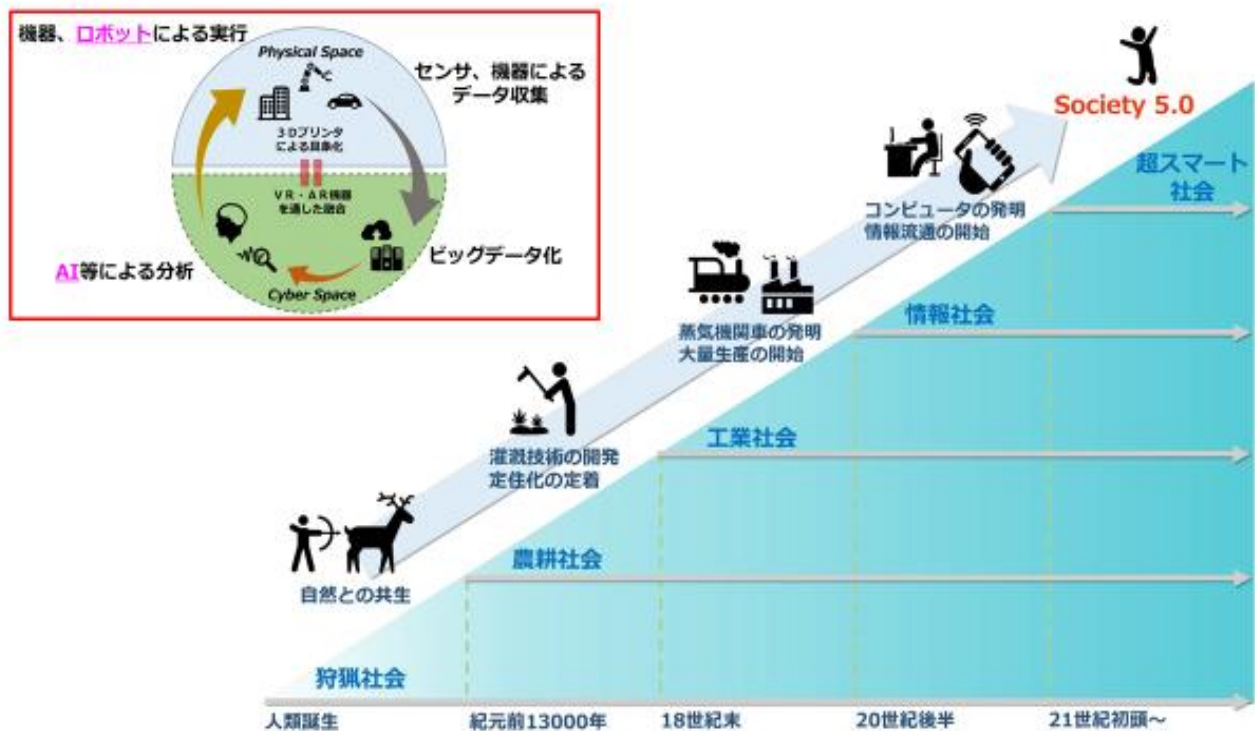 機器、ロボットによる実行
Physical Space
センサ、機器による
データ収集
3Dプリンタ
による具象化
VR・AR機器
を通した融合
AI等による分析
ビッグデータ化
Cyber Space
Society 5.0
超スマート
社会
コンピュータの発明
情報流通の開始
情報社会
蒸気機関車の発明
大量生産の開始
工業社会
灌漑技術の開発
定住化の定着
農耕社会
自然との共生
狩猟社会
人類誕生
紀元前13000年
18世紀末
20世紀後半
21世紀初頭～